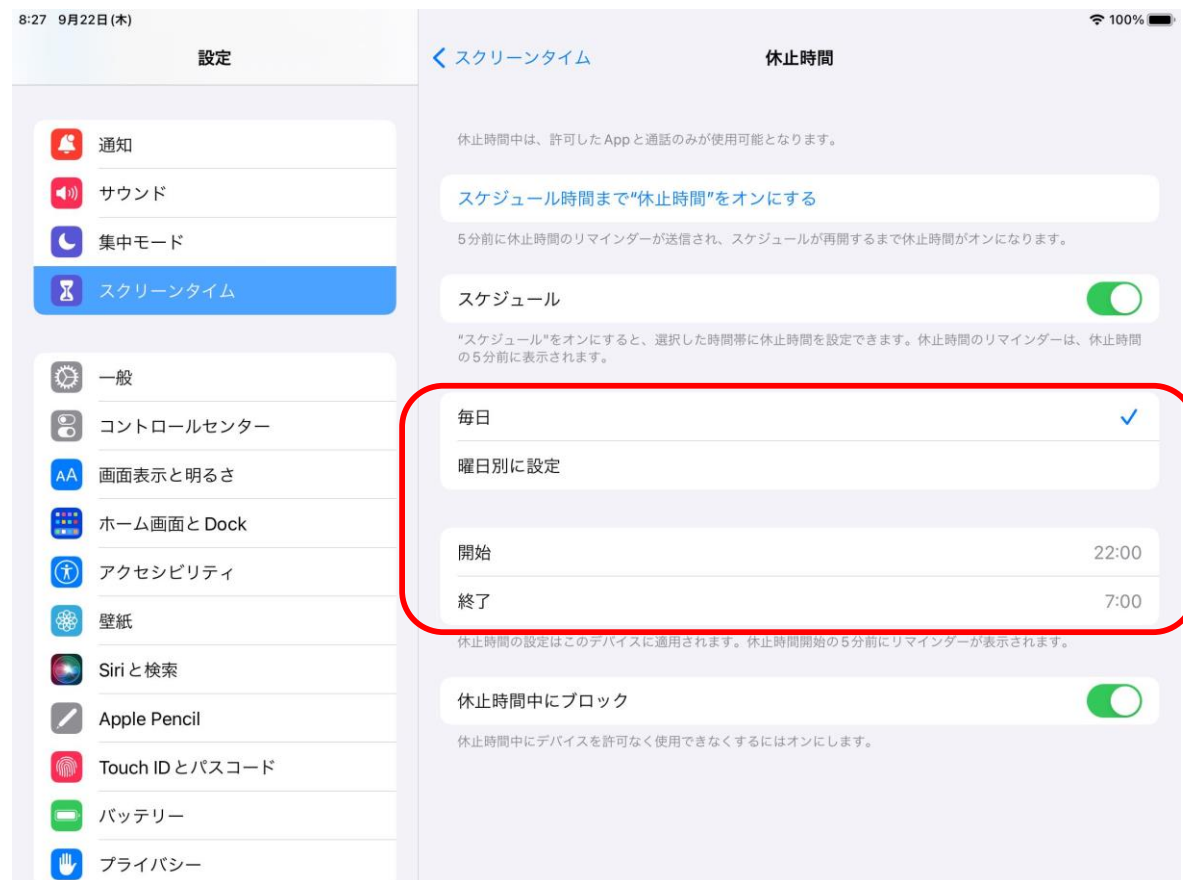 8:27 9月22日(木)
100%
設定
通知
サウンド
集中モード
スクリーンタイム
一般
コントロールセンター
AA 画面表示と明るさ
ホーム画面とDock
アクセシビリティ
壁紙
Siriと検索
Apple Pencil
Touch IDとパスコード
バッテリー
プライバシー
スクリーンタイム
休止時間
休止時間中は、許可したAppと通話のみが使用可能となります。
スケジュール時間まで“休止時間”をオンにする
5分前に休止時間のリマインダーが送信され、スケジュールが再開するまで休止時間がオンになります。
スケジュール
"スケジュール"をオンにすると、選択した時間帯に休止時間を設定できます。休止時間のリマインダーは、休止時間
の5分前に表示されます。
毎日
曜日別に設定
開始 22:00
終了 7:00
休止時間の設定はこのデバイスに適用されます。休止時間開始の5分前にリマインダーが表示されます。
休止時間中にブロック
休止時間中にデバイスを許可なく使用できなくするにはオンにします。